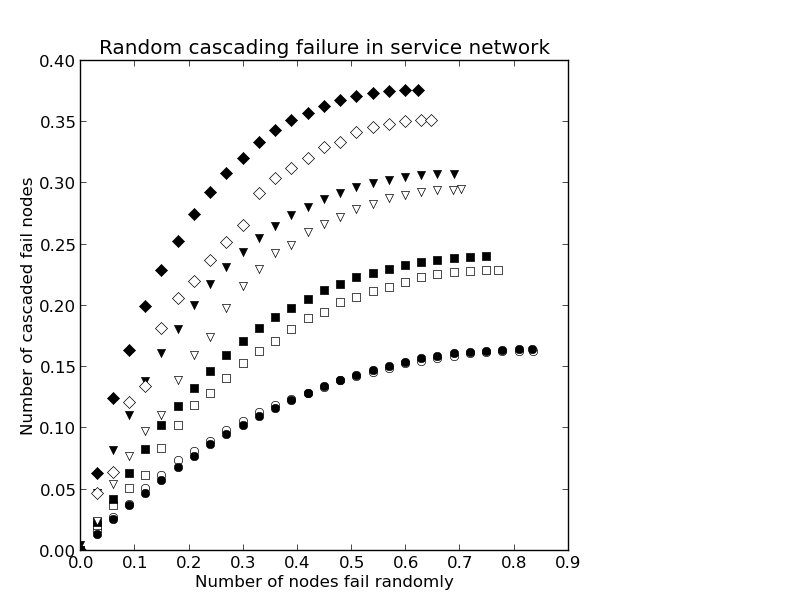 Random cascading failure in service network
0.40
0.35
0.30
0.25
0.20
0.15
0.10
0.05
0.00
Number of cascaded fail nodes
0.0 0.1 0.2 0.3 0.4 0.5 0.6 0.7 0.8 0.9
Number of nodes fail randomly